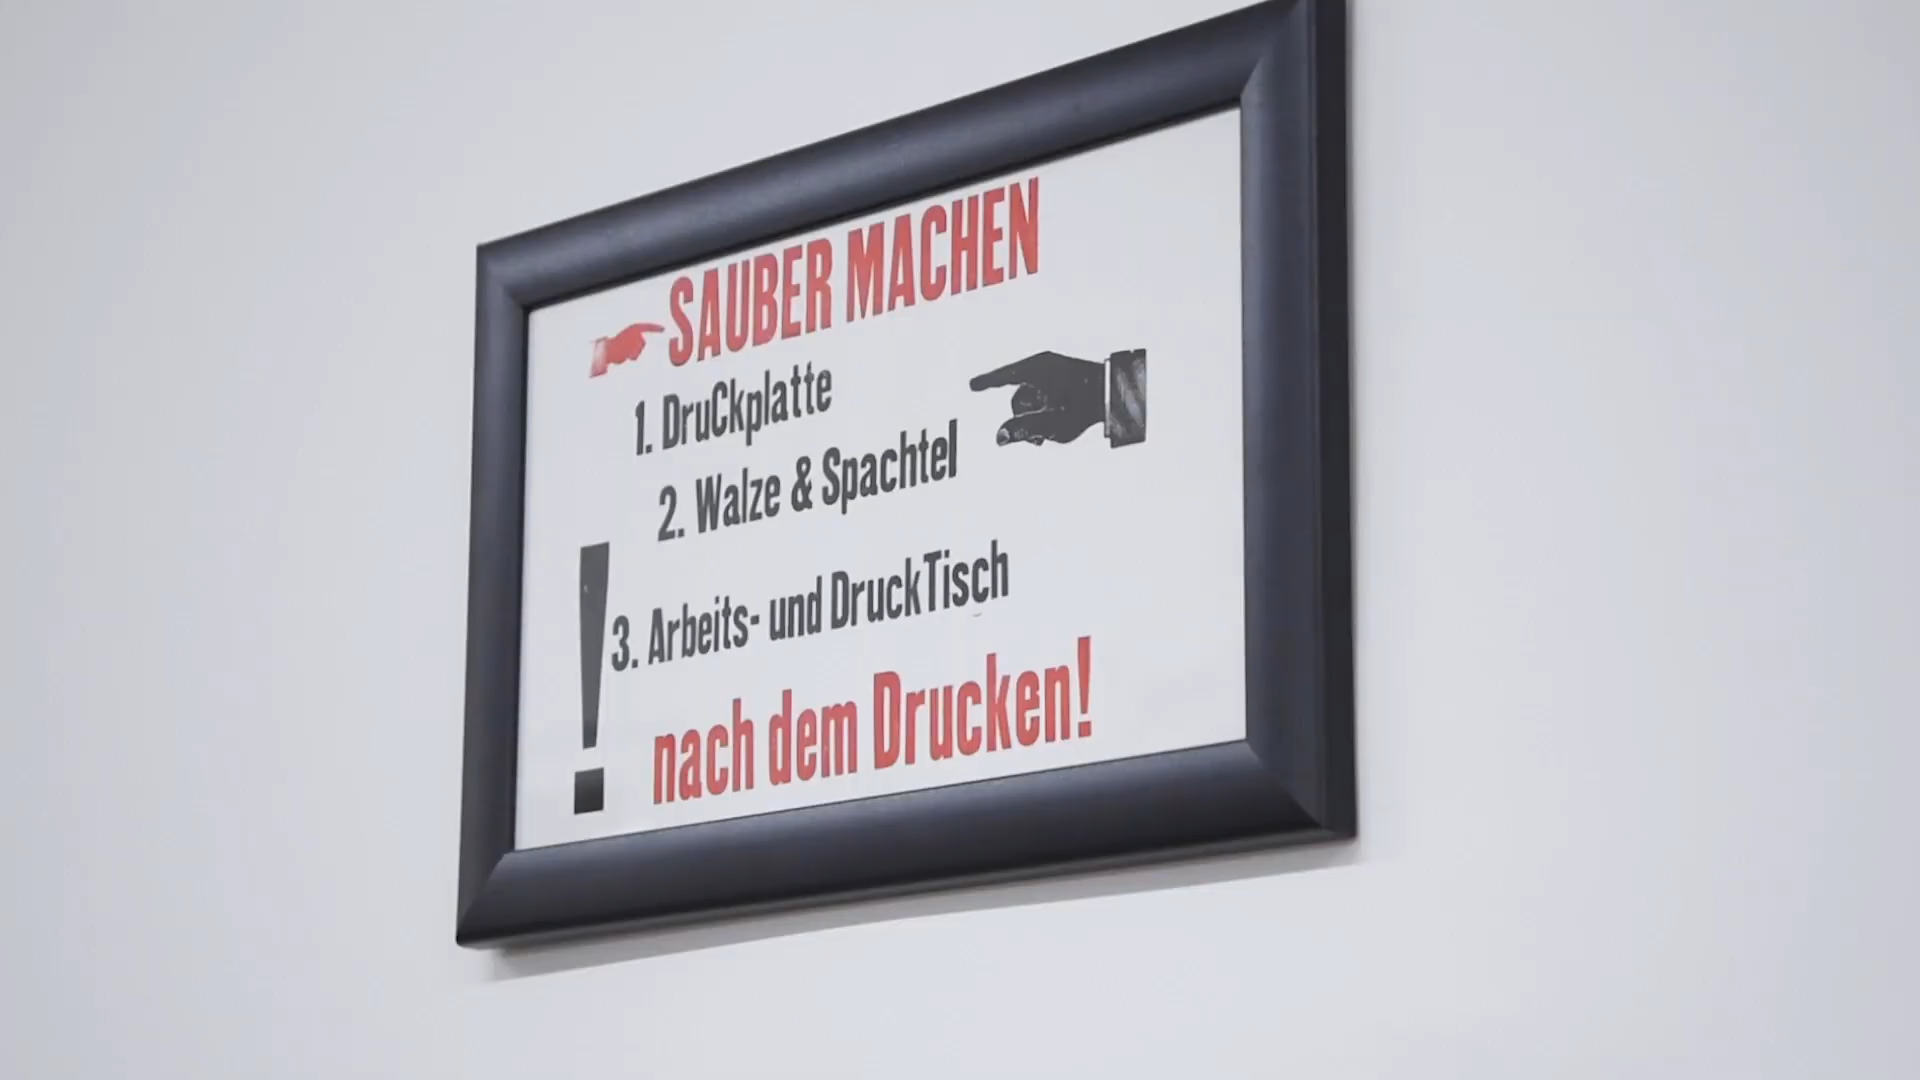 SAUBER MACHEN
1. DruCkplatte
2. Walze & Spachtel
3. Arbeits- und DruckTisch
nach dem Drucken!